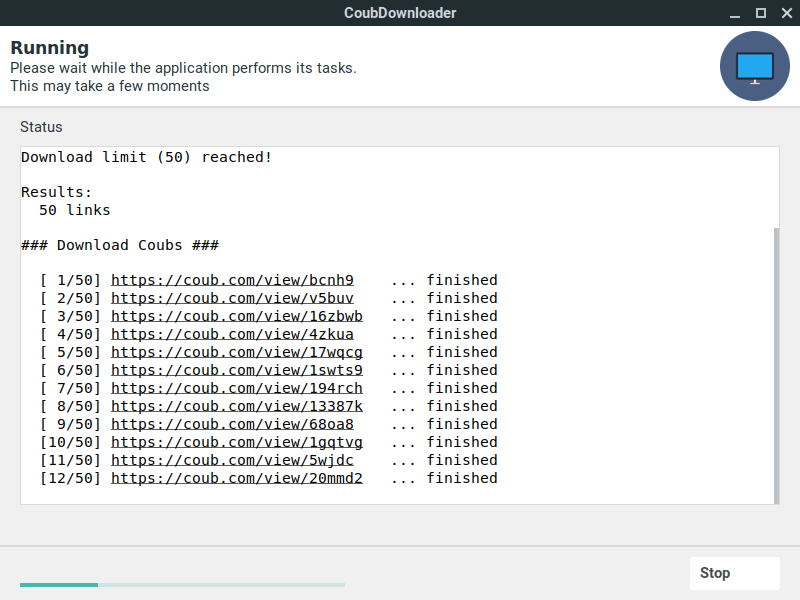 CoubDownloader
Running
Please wait while the application performs its tasks.
This may take a few moments
Status
Download limit (50) reached!
Results:
50 links
### Download Coubs ###
[ 1/50] https://coub.com/view/bcnh9 ... finished
[ 2/50] https://coub.com/view/v5buv ... finished
[ 3/50] https://coub.com/view/16zbwb ... finished
[ 4/50] https://coub.com/view/4zkua ... finished
[ 5/50] https://coub.com/view/17wqcg ... finished
[ 6/50] https://coub.com/view/1swts9 ... finished
[ 7/50] https://coub.com/view/194rch ... finished
[ 8/50] https://coub.com/view/13387k ... finished
[ 9/50] https://coub.com/view/68oa8 ... finished
[10/50] https://coub.com/view/1gqtvg ... finished
[11/50] https://coub.com/view/5wjdc ... finished
[12/50] https://coub.com/view/20mmd2 ... finished
Stop